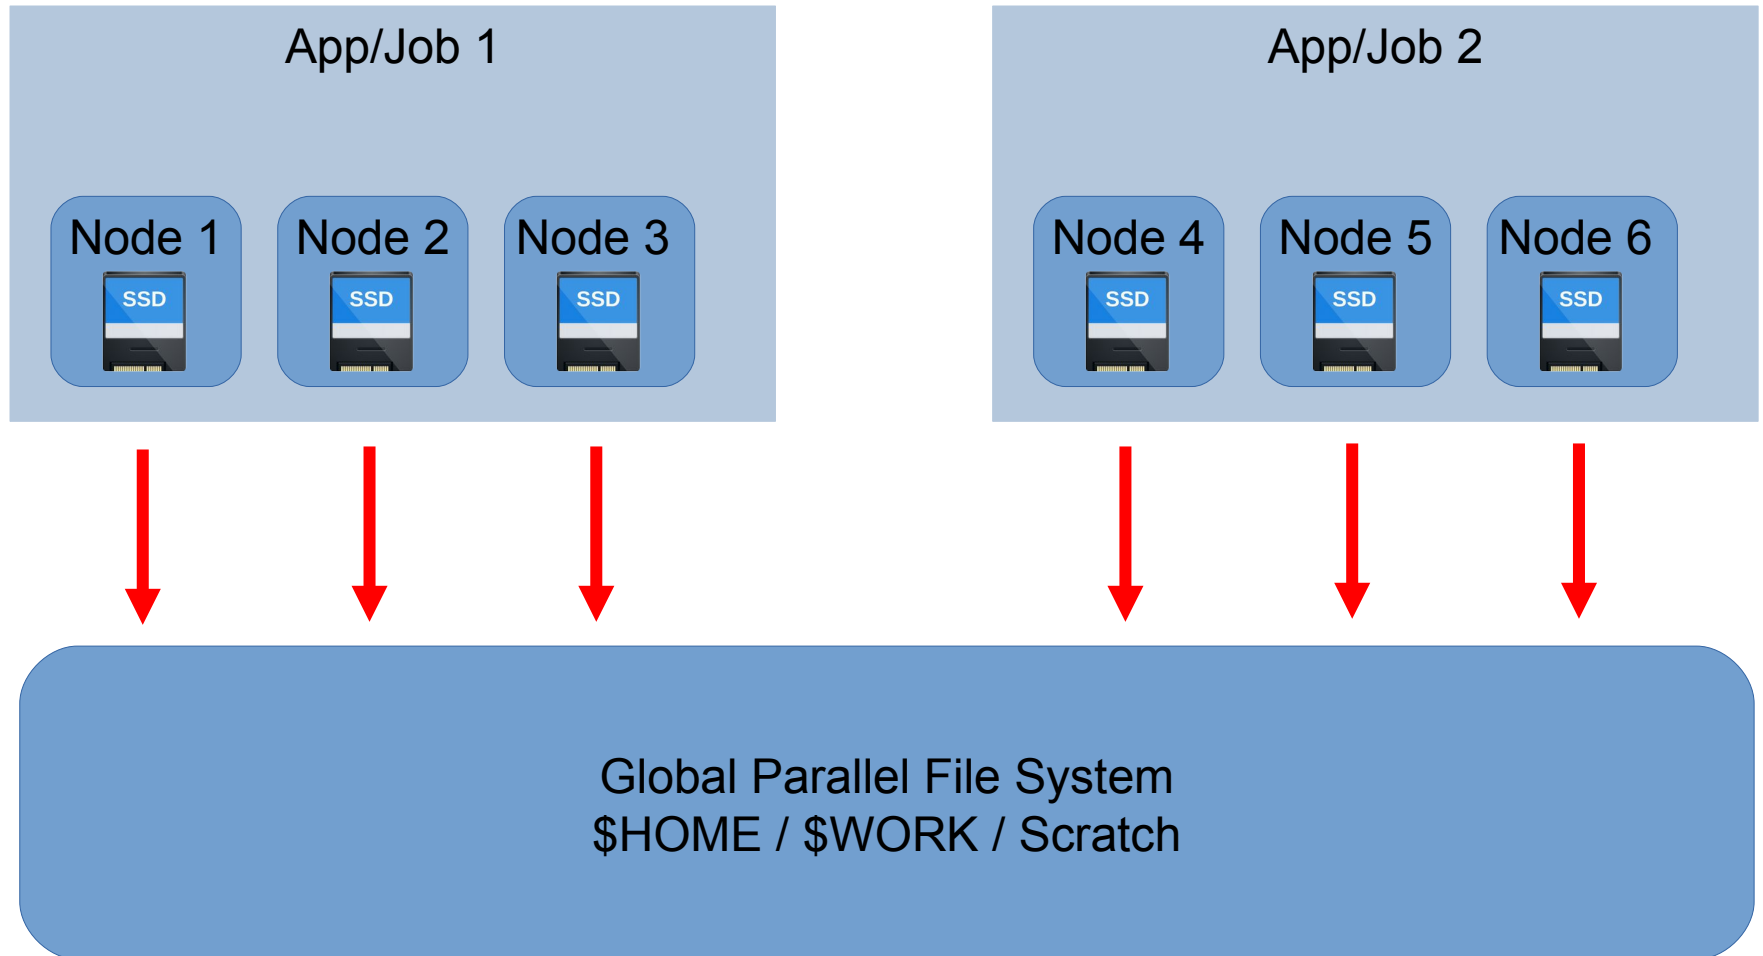 App/Job 1
App/Job 2
Node 1
Node 2
Node 3
Node 4
Node 5
Node 6
SSD
SSD
SSD
SSD
SSD
SSD
Global Parallel File System
$HOME / $WORK / Scratch